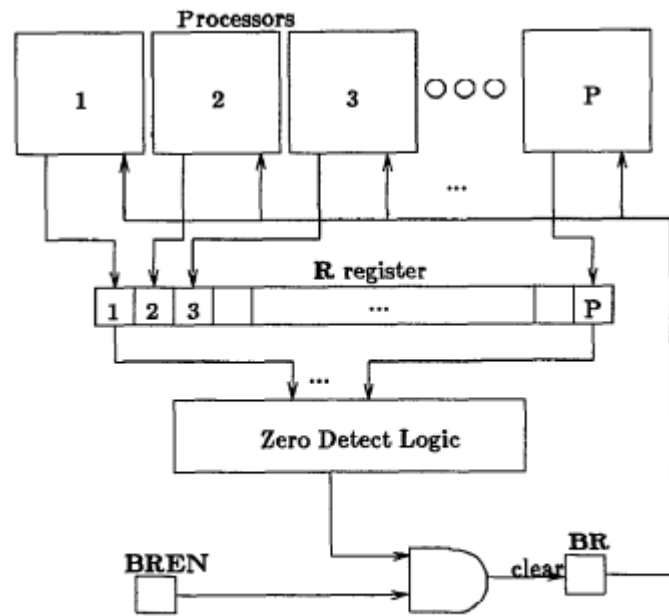 Processors
1 2 3 P
...
R register
1 2 3 ... P
...
Zero Detect Logic
BREN clear BR